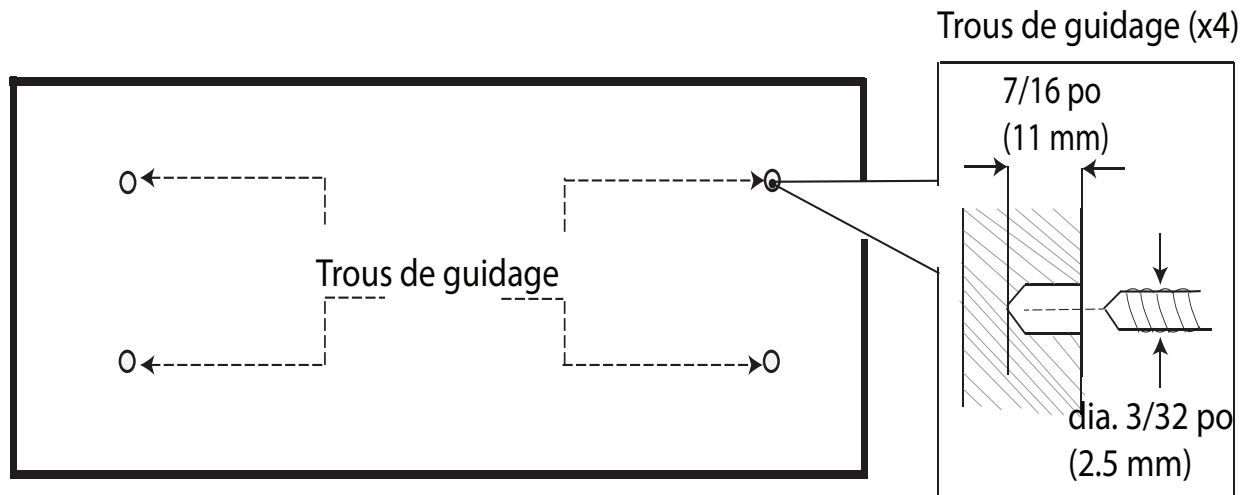 Trous de guidage (x4)
7/16 po
(11 mm)
Trous de guidage
dia. 3/32 po
(2.5 mm)